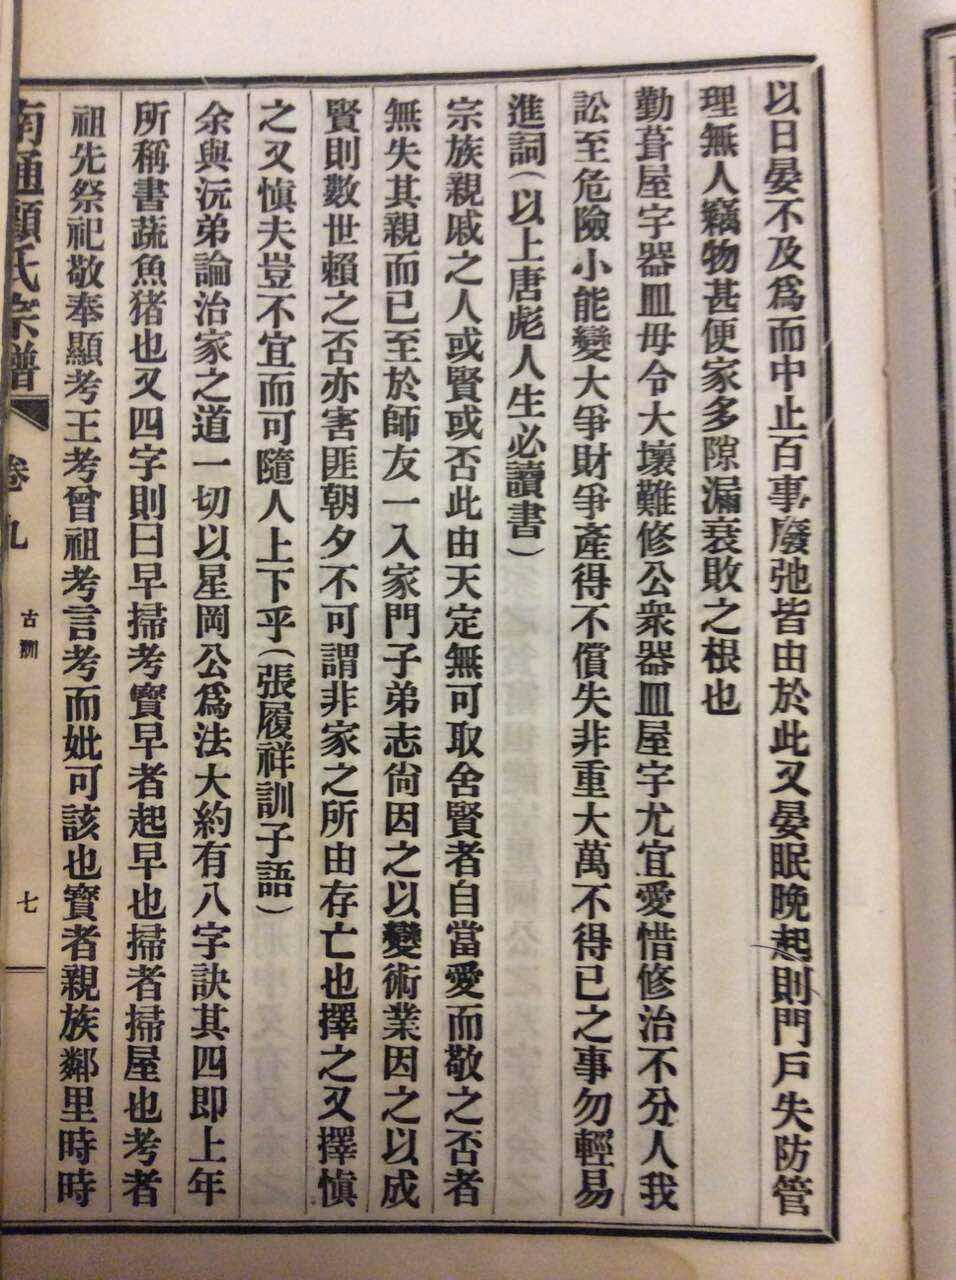 以日晏不及爲而中止百事廢弛皆由於此又晏眠晚起則門戶失防管
理無人竊物甚便家多隙漏衰敗之根也
勤葺屋宇器皿毋令大壞難修公衆器皿屋宇尤宜愛惜修治不分人我
訟至危險小能變大爭財爭產得不償失非重大萬不得已之事勿輕易
進詞(以上唐彪人生必讀書)
宗族親戚之人或賢或否此由天定無可取舍賢者自當愛而敬之否者
無失其親而已至於師友一入家門子弟志尙因之以變術業因之以成
賢則數世賴之否亦害匪朝夕不可謂非家之所由存亡也擇之又擇愼
之又愼夫豈不宜而可隨人上下乎(張履祥訓子語)
余與沅弟論治家之道一切以星岡公爲法大約有八字訣其四即上年
所稱書蔬魚猪也又四字則曰早掃考寶早者起早也掃者掃屋也考者
祖先祭祀敬奉顯考王考曾祖考言考而妣可該也寶者親族鄰里時時
南通顧氏宗譜 卷九 古訓 七